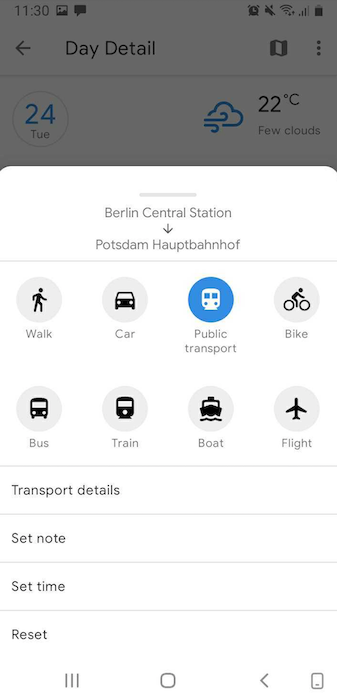 11:30
Day Detail
24
Tue
22°C
Few clouds
Berlin Central Station
Potsdam Hauptbahnhof
Walk
Car
Public
transport
Bike
Bus
Train
Boat
Flight
Transport details
Set note
Set time
Reset